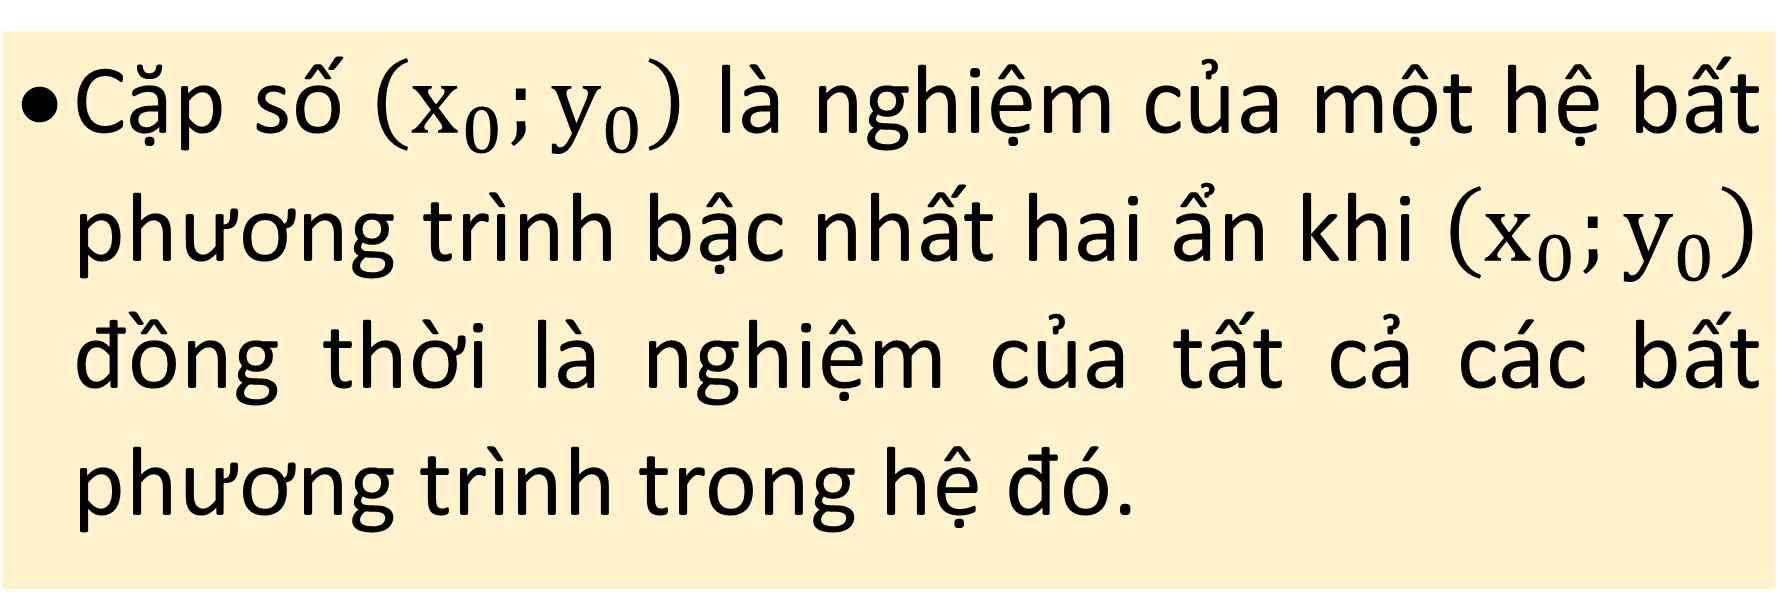 •Cặp số (x₀; y₀) là nghiệm của một hệ bất
phương trình bậc nhất hai ẩn khi (x₀; y₀)
đồng thời là nghiệm của tất cả các bất
phương trình trong hệ đó.